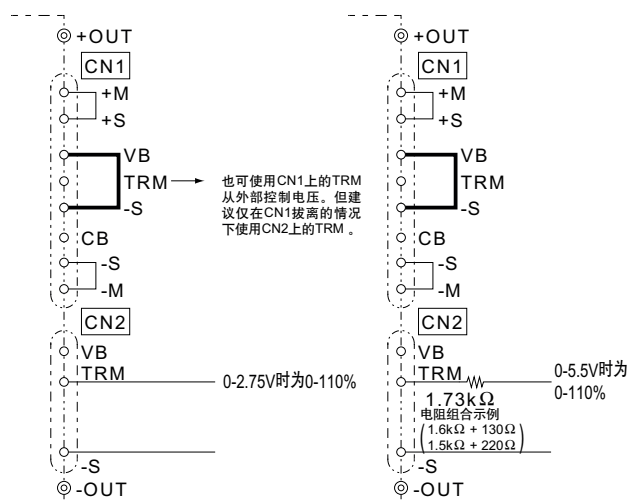 +OUT
CN1
+M
+S
VB
TRM
-S
CB
-S
-M
CN2
VB
TRM
-S
-OUT
也可使用CN1上的TRM
从外部控制电压。但建
议仅在CN1拔离的情况
下使用CN2上的TRM 。
0-2.75V时为0-110%
+OUT
CN1
+M
+S
VB
TRM
-S
CB
-S
-M
CN2
VB
TRM
1.73kΩ
电阻组合示例
(1.6kΩ + 130Ω
1.5kΩ + 220Ω)
-S
-OUT
0-5.5V时为
0-110%